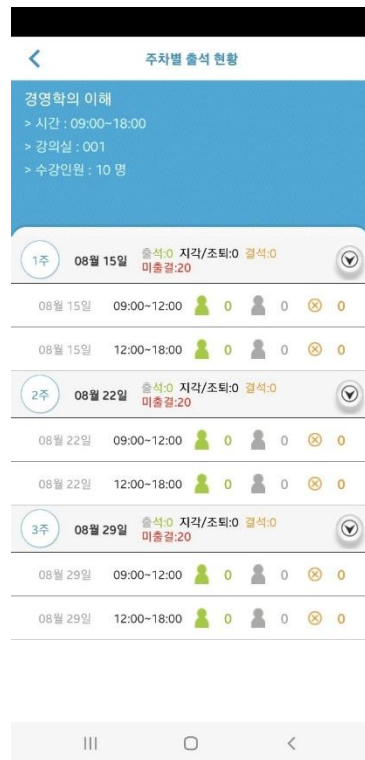 주차별 출석 현황
경영학의 이해
> 시간 : 09:00~18:00
> 강의실 : 001
> 수강인원 : 10 명
1주 08월 15일 출석:0 지각/조퇴:0 결석:0
미출결:20
08월 15일 09:00~12:00 0 0 0
08월 15일 12:00~18:00 0 0 0
2주 08월 22일 출석:0 지각/조퇴:0 결석:0
미출결:20
08월 22일 09:00~12:00 0 0 0
08월 22일 12:00~18:00 0 0 0
3주 08월 29일 출석:0 지각/조퇴:0 결석:0
미출결:20
08월 29일 09:00~12:00 0 0 0
08월 29일 12:00~18:00 0 0 0